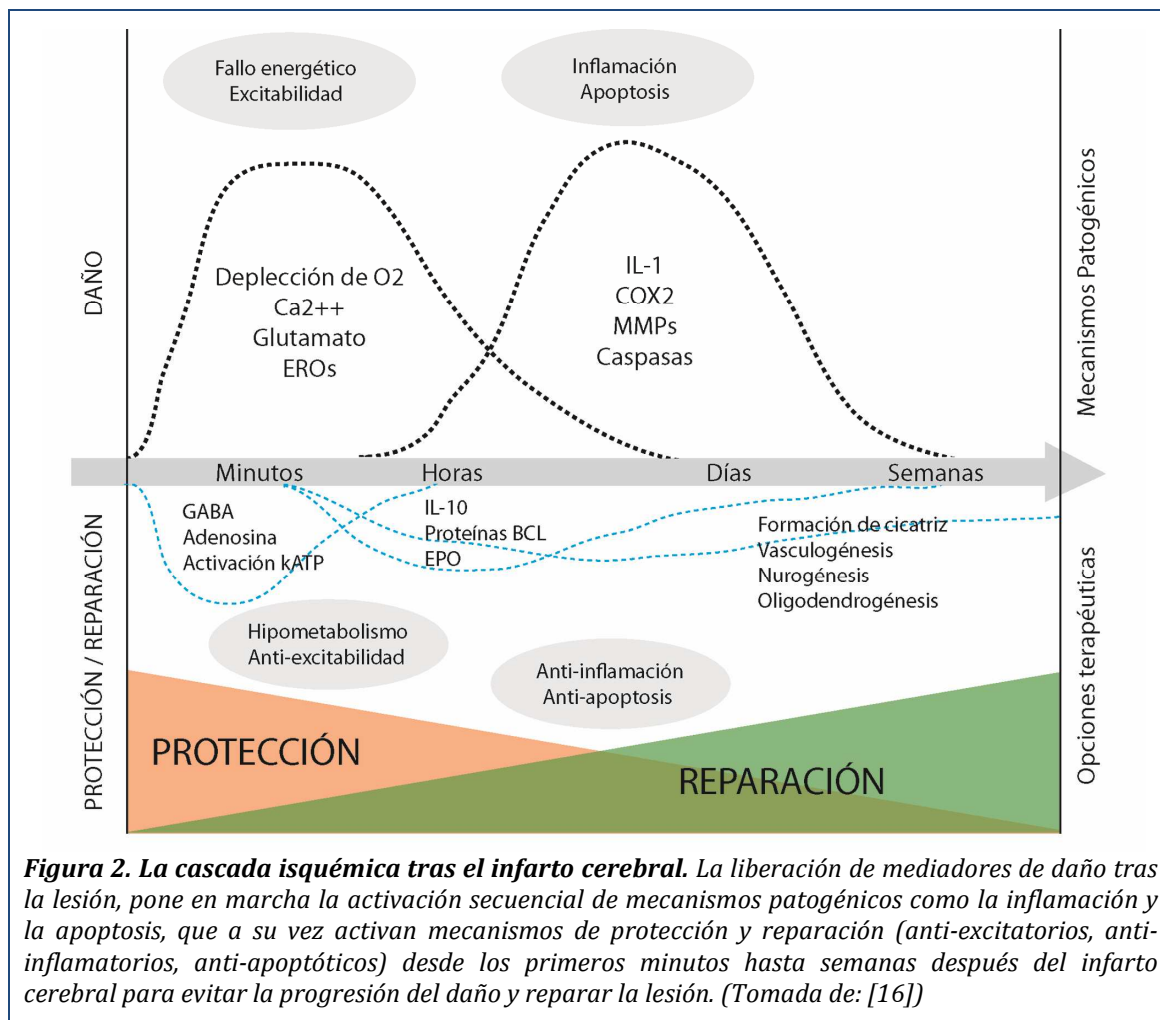 Fallo energético
Excitabilidad
Inflamación
Apoptosis
DAÑO
Mecanismos Patogénicos
Deplección de O2
Ca2++
Glutamato
EROs
IL-1
COX2
MMPs
Caspasas
Minutos
Horas
Días
Semanas
PROTECCIÓN / REPARACIÓN
Opciones terapéuticas
GABA
Adenosina
Activación kATP
IL-10
Proteínas BCL
EPO
Formación de cicatriz
Vasculogénesis
Nurogénesis
Oligodendrogénesis
Hipometabolismo
Anti-excitabilidad
Anti-inflamación
Anti-apoptosis
PROTECCIÓN
REPARACIÓN
Figura 2. La cascada isquémica tras el infarto cerebral. La liberación de mediadores de daño tras
la lesión, pone en marcha la activación secuencial de mecanismos patogénicos como la inflamación y
la apoptosis, que a su vez activan mecanismos de protección y reparación (anti-excitatorios, anti-
inflamatorios, anti-apoptóticos) desde los primeros minutos hasta semanas después del infarto
cerebral para evitar la progresión del daño y reparar la lesión. (Tomada de: [16])